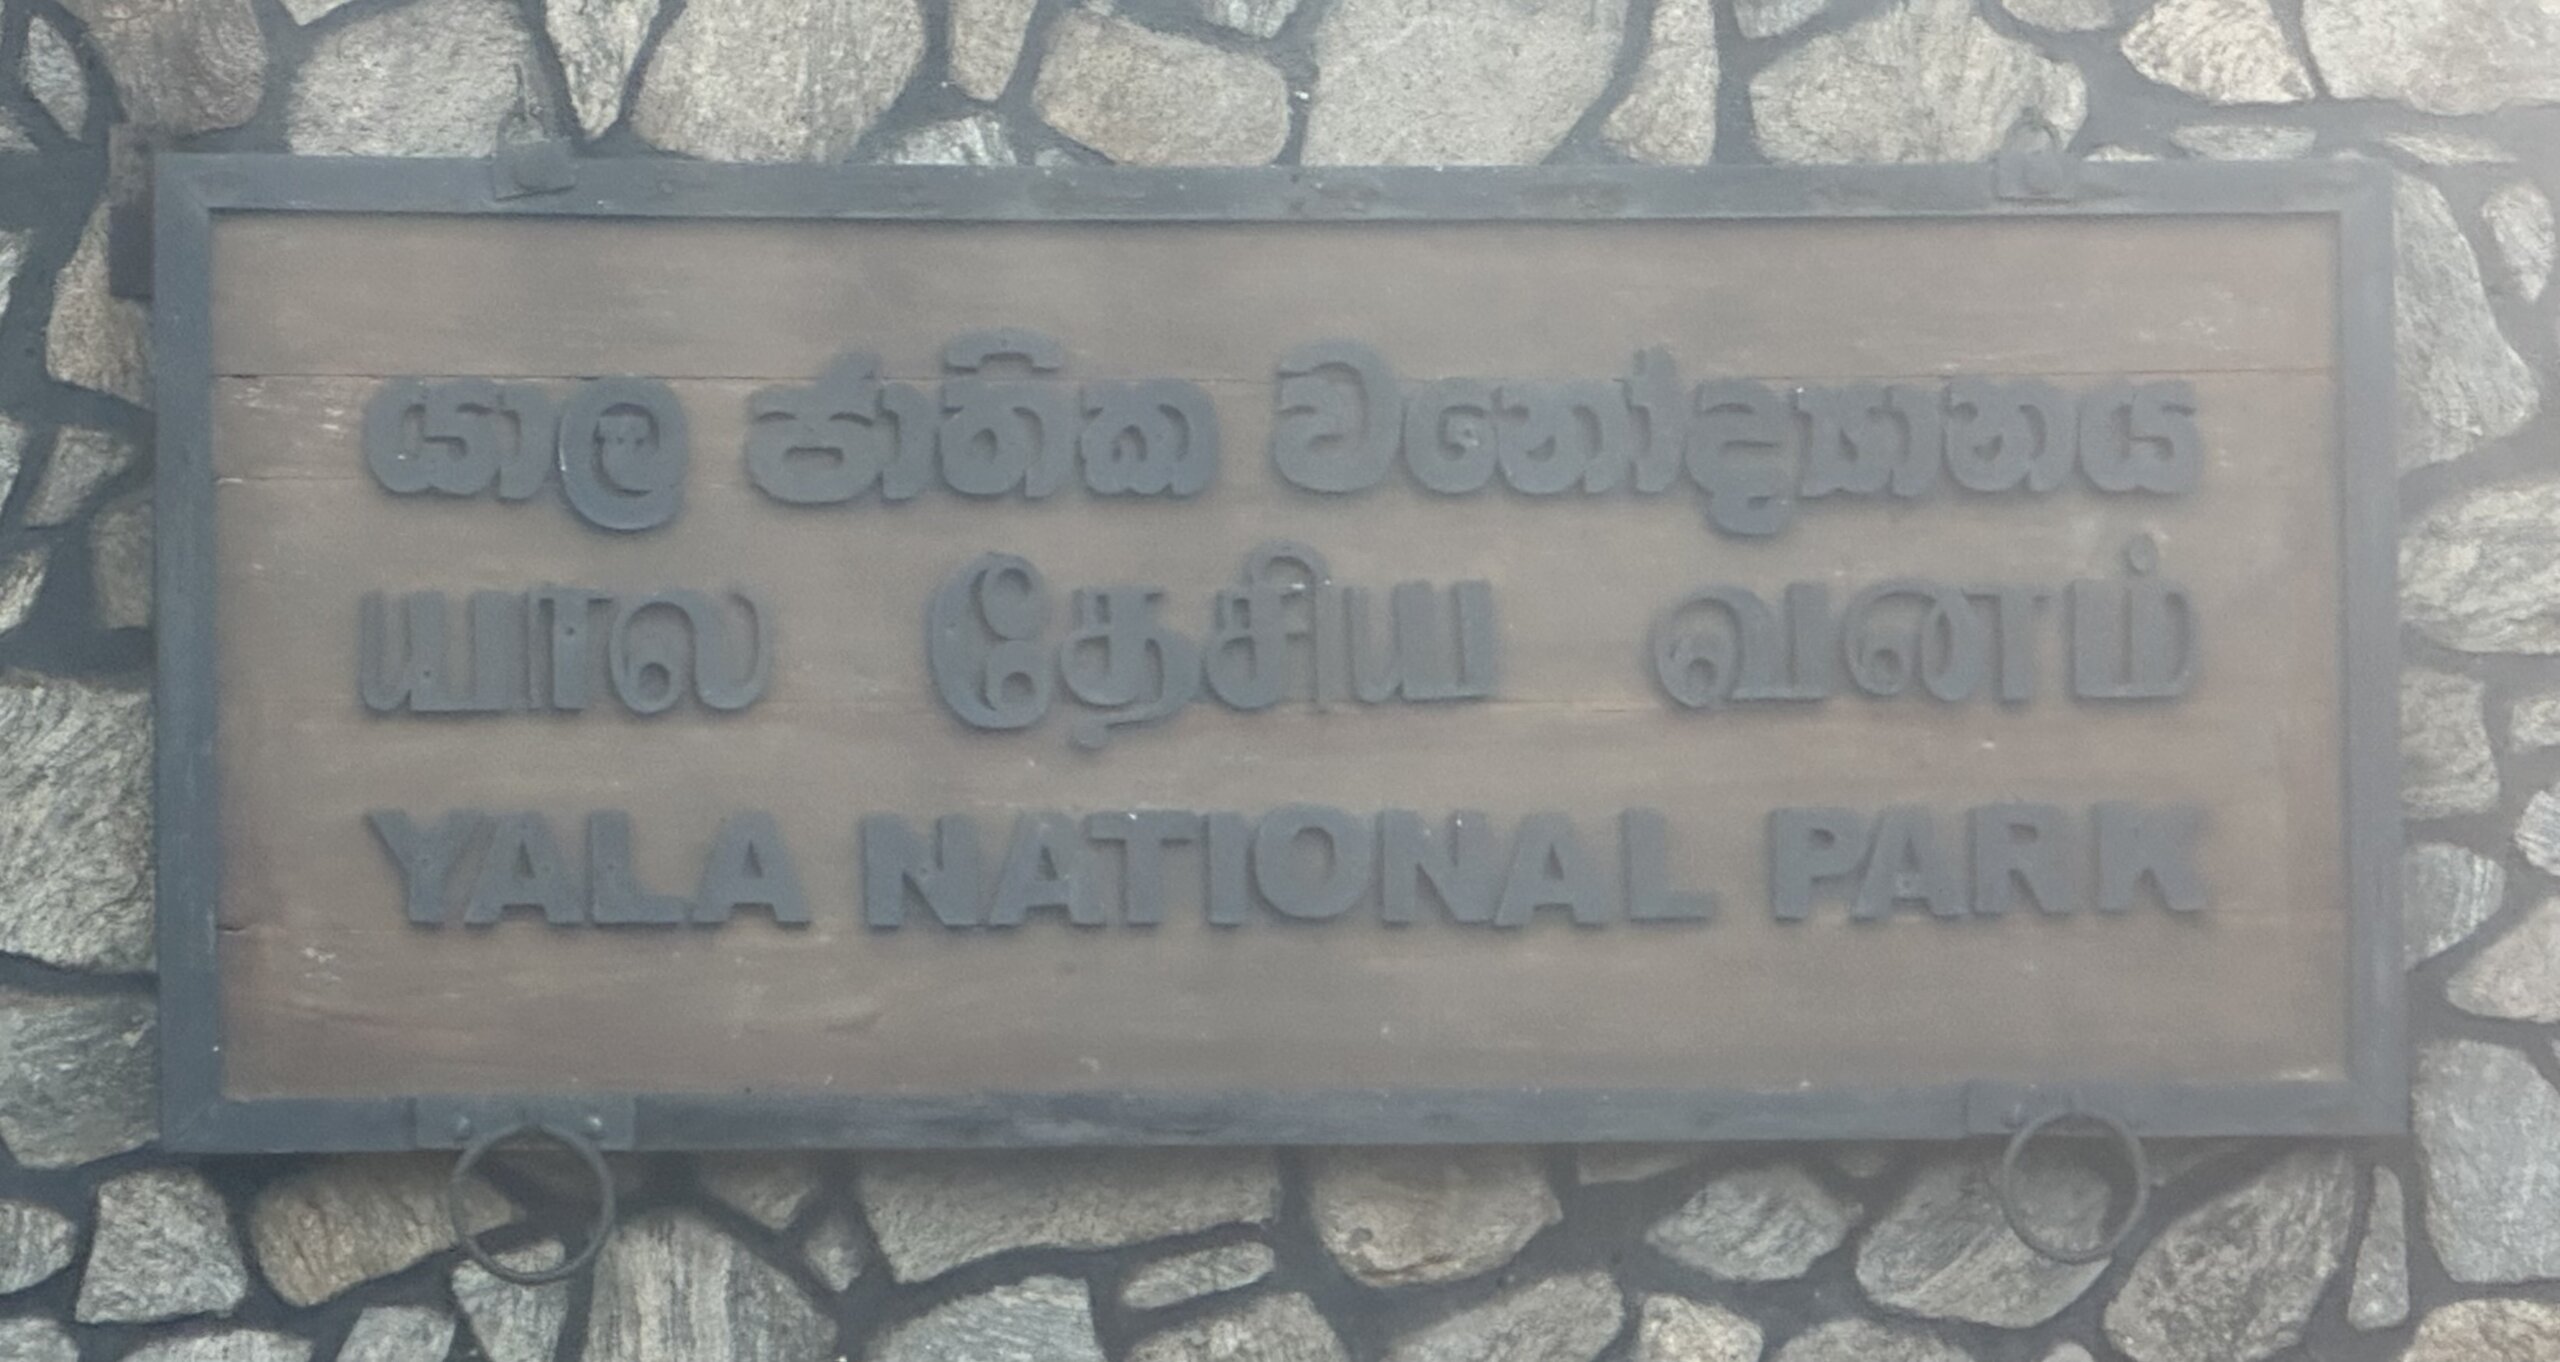 යාල ජාතික වනෝද්‍යානය
யால தேசிய வனம்
YALA NATIONAL PARK